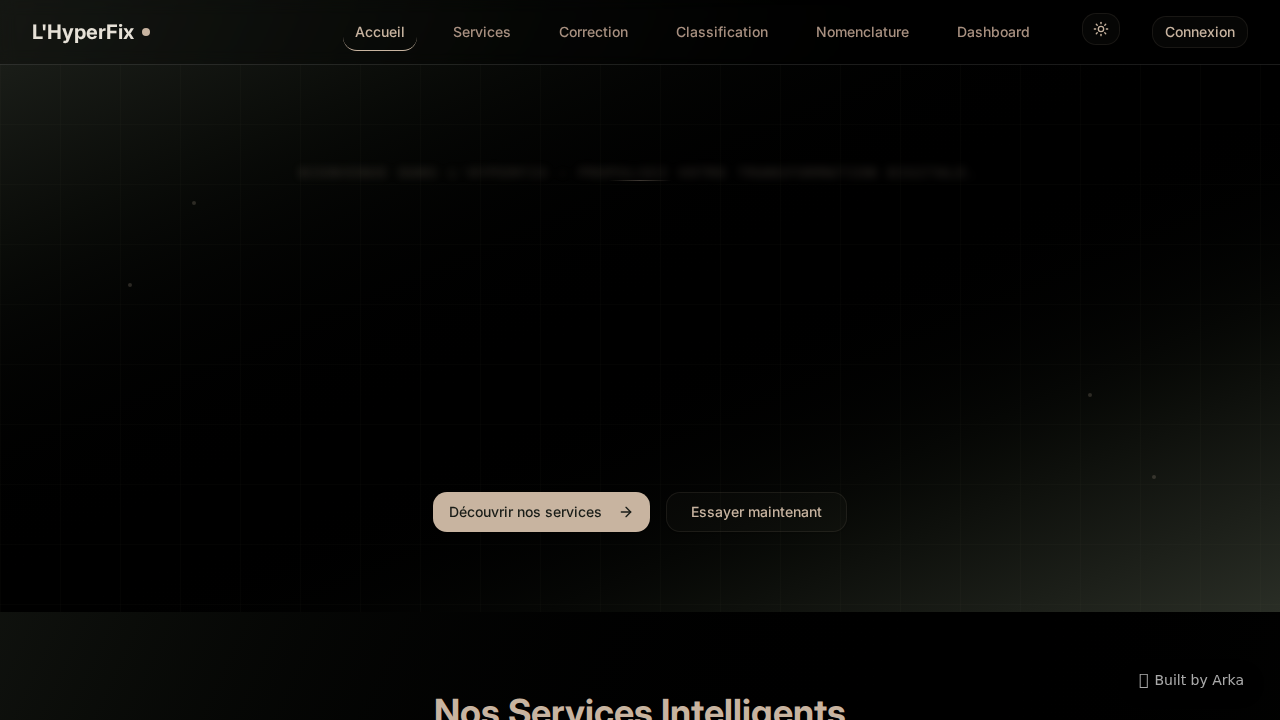 L'HyperFix
Accueil
Services
Correction
Classification
Nomenclature
Dashboard
Connexion
Découvrir nos services
Essayer maintenant
Built by Arka
Nos Services Intelligents